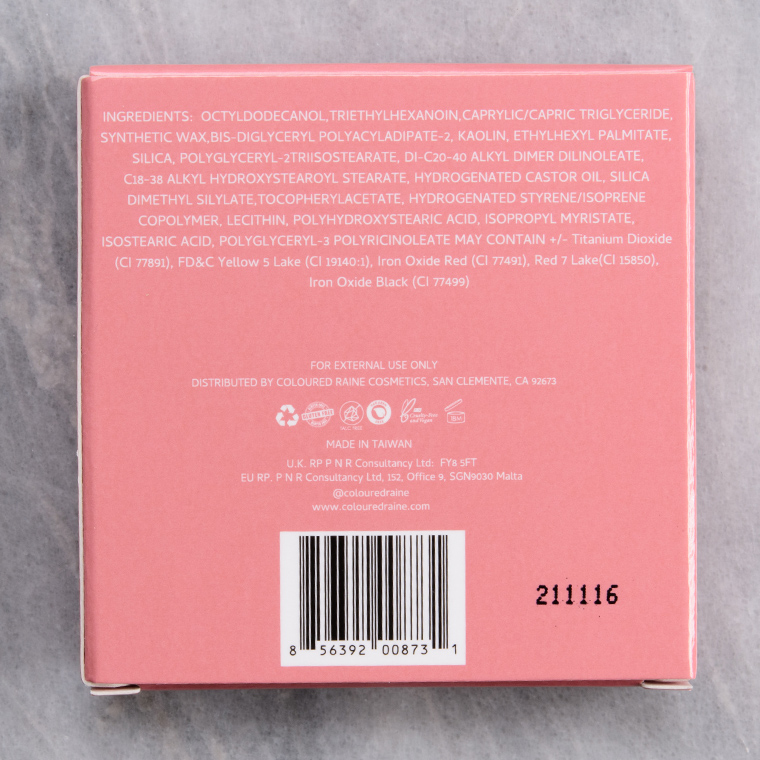 INGREDIENTS: OCTYLDODECANOL,TRIETHYLHEXANOIN,CAPRYLIC/CAPRIC TRIGLYCERIDE,
SYNTHETIC WAX,BIS-DIGLYCERYL POLYACYLADIPATE-2, KAOLIN, ETHYLHEXYL PALMITATE,
SILICA, POLYGLYCERYL-2TRIISOSTEARATE, DI-C20-40 ALKYL DIMER DILINOLEATE,
C18-38 ALKYL HYDROXYSTEAROYL STEARATE, HYDROGENATED CASTOR OIL, SILICA
DIMETHYL SILYLATE,TOCOPHERYLACETATE, HYDROGENATED STYRENE/ISOPRENE
COPOLYMER, LECITHIN, POLYHYDROXYSTEARIC ACID, ISOPROPYL MYRISTATE,
ISOSTEARIC ACID, POLYGLYCERYL-3 POLYRICINOLEATE MAY CONTAIN +/- Titanium Dioxide
(CI 77891), FD&C Yellow 5 Lake (CI 19140:1), Iron Oxide Red (CI 77491), Red 7 Lake(CI 15850),
Iron Oxide Black (CI 77499)
FOR EXTERNAL USE ONLY
DISTRIBUTED BY COLOURED RAINE COSMETICS, SAN CLEMENTE, CA 92673
GLUTEN FREE
Cruelty-Free
and Vegan
MADE IN TAIWAN
U.K. RP P N R Consultancy Ltd: FY8 5FT
EU RP. P N R Consultancy Ltd, 152, Office 9, SGN9030 Malta
@colouredraine
www.colouredraine.com
211116
8 56392 00873 1